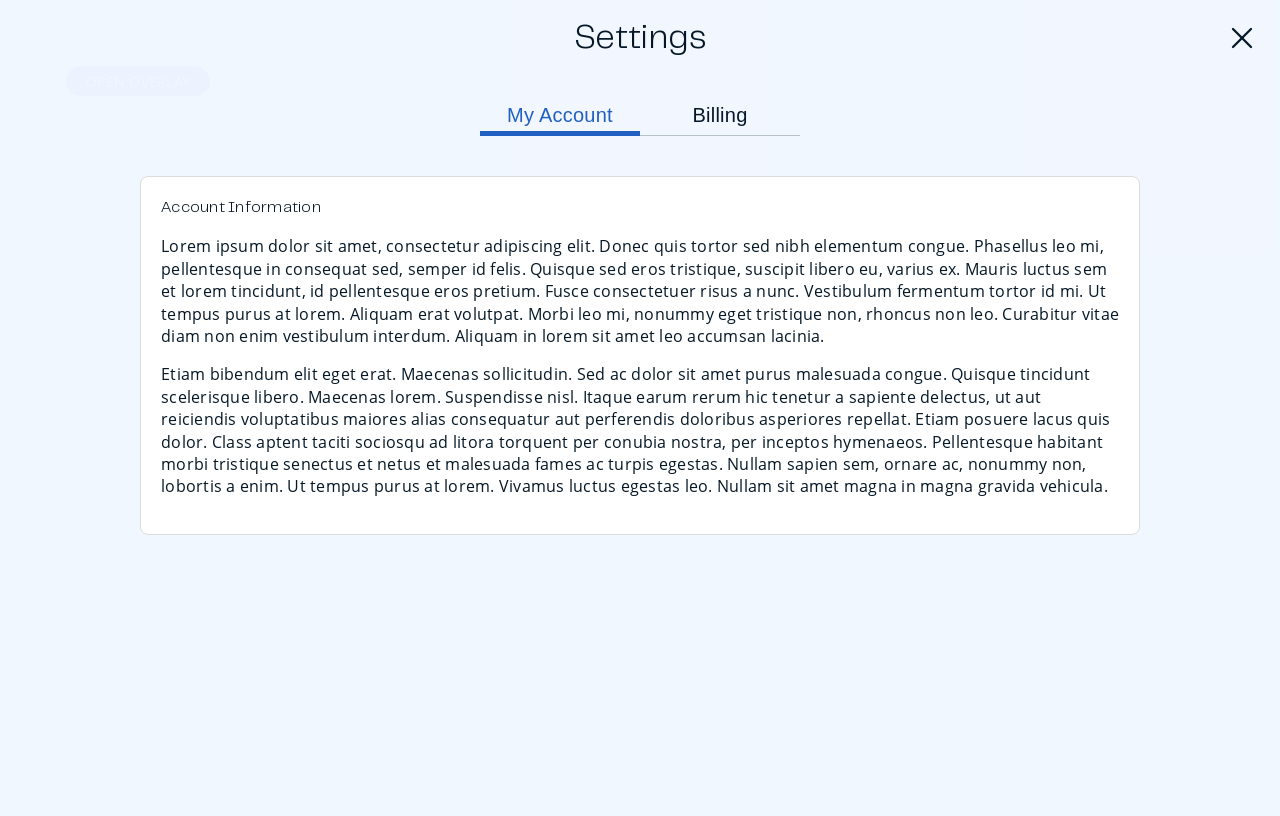 Settings
My Account
Billing
Account Information
Lorem ipsum dolor sit amet, consectetur adipiscing elit. Donec quis tortor sed nibh elementum congue. Phasellus leo mi,
pellentesque in consequat sed, semper id felis. Quisque sed eros tristique, suscipit libero eu, varius ex. Mauris luctus sem
et lorem tincidunt, id pellentesque eros pretium. Fusce consectetuer risus a nunc. Vestibulum fermentum tortor id mi. Ut
tempus purus at lorem. Aliquam erat volutpat. Morbi leo mi, nonummy eget tristique non, rhoncus non leo. Curabitur vitae
diam non enim vestibulum interdum. Aliquam in lorem sit amet leo accumsan lacinia.
Etiam bibendum elit eget erat. Maecenas sollicitudin. Sed ac dolor sit amet purus malesuada congue. Quisque tincidunt
scelerisque libero. Maecenas lorem. Suspendisse nisl. Itaque earum rerum hic tenetur a sapiente delectus, ut aut
reiciendis voluptatibus maiores alias consequatur aut perferendis doloribus asperiores repellat. Etiam posuere lacus quis
dolor. Class aptent taciti sociosqu ad litora torquent per conubia nostra, per inceptos hymenaeos. Pellentesque habitant
morbi tristique senectus et netus et malesuada fames ac turpis egestas. Nullam sapien sem, ornare ac, nonummy non,
lobortis a enim. Ut tempus purus at lorem. Vivamus luctus egestas leo. Nullam sit amet magna in magna gravida vehicula.